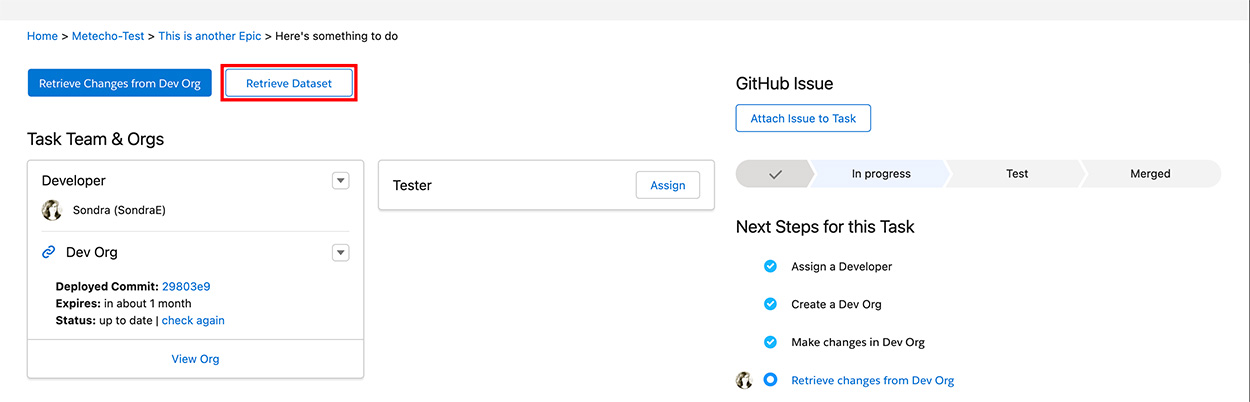 Home > Metecho-Test > This is another Epic > Here's something to do
Retrieve Changes from Dev Org
Retrieve Dataset
Task Team & Orgs
Developer
Sondra (SondraE)
Dev Org
Deployed Commit: 29803e9
Expires: in about 1 month
Status: up to date | check again
View Org
Tester
Assign
GitHub Issue
Attach Issue to Task
In progress
Test
Merged
Next Steps for this Task
Assign a Developer
Create a Dev Org
Make changes in Dev Org
Retrieve changes from Dev Org